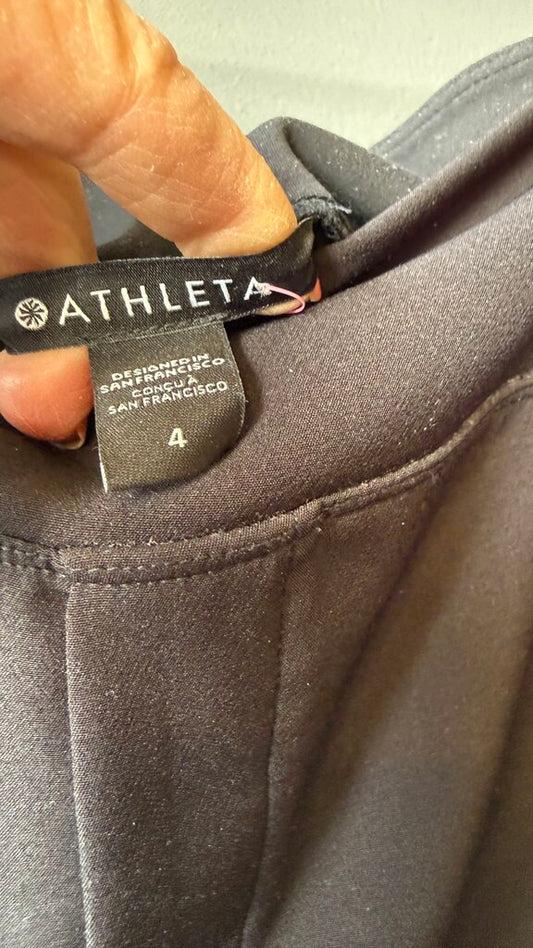 ATHLETA
DESIGNED IN
SAN FRANCISCO
CONÇU À
SAN FRANCISCO
4